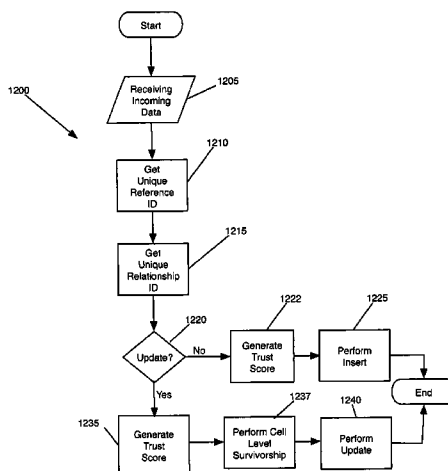 Start
1200
Receiving
Incoming
Data
1205
1210
Get
Unique
Reference
ID
1215
Get
Unique
Relationship
ID
1220
Update?
No
Yes
1222
Generate
Trust
Score
1225
Perform
Insert
End
1235
Generate
Trust
Score
1237
Perform Cell
Level
Survivorship
1240
Perform
Update